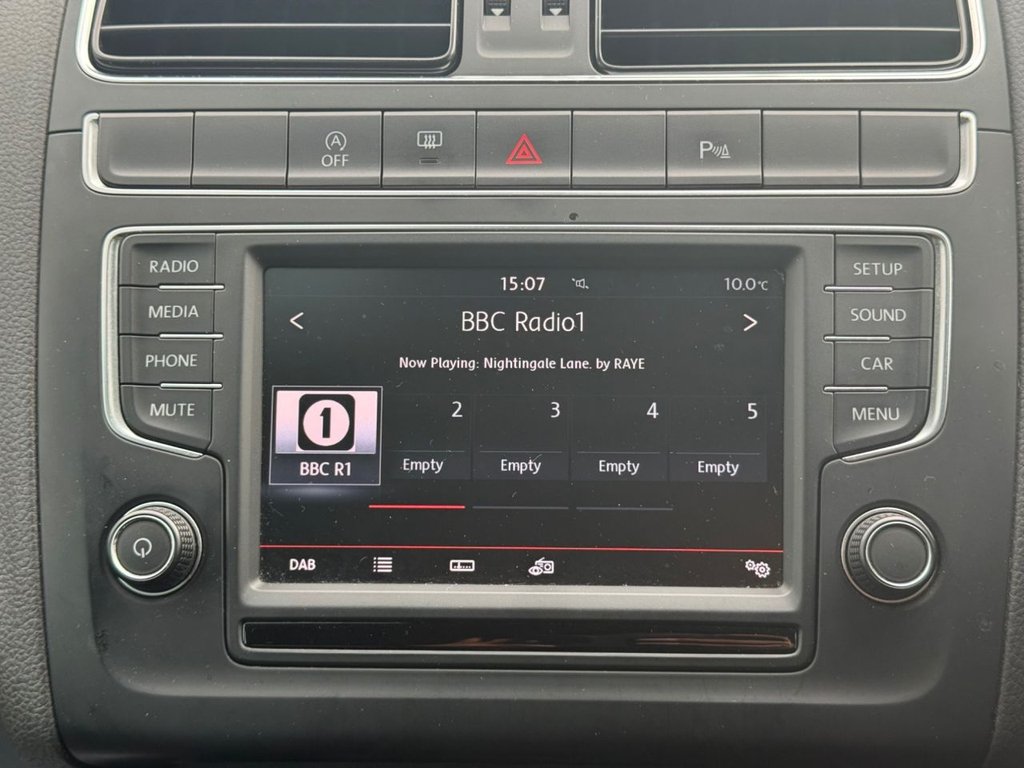 A
OFF
P
RADIO
MEDIA
PHONE
MUTE
15:07
10.0°C
< BBC Radio1 >
Now Playing: Nightingale Lane. by RAYE
1 2 3 4 5
BBC R1 Empty Empty Empty Empty
DAB
SETUP
SOUND
CAR
MENU